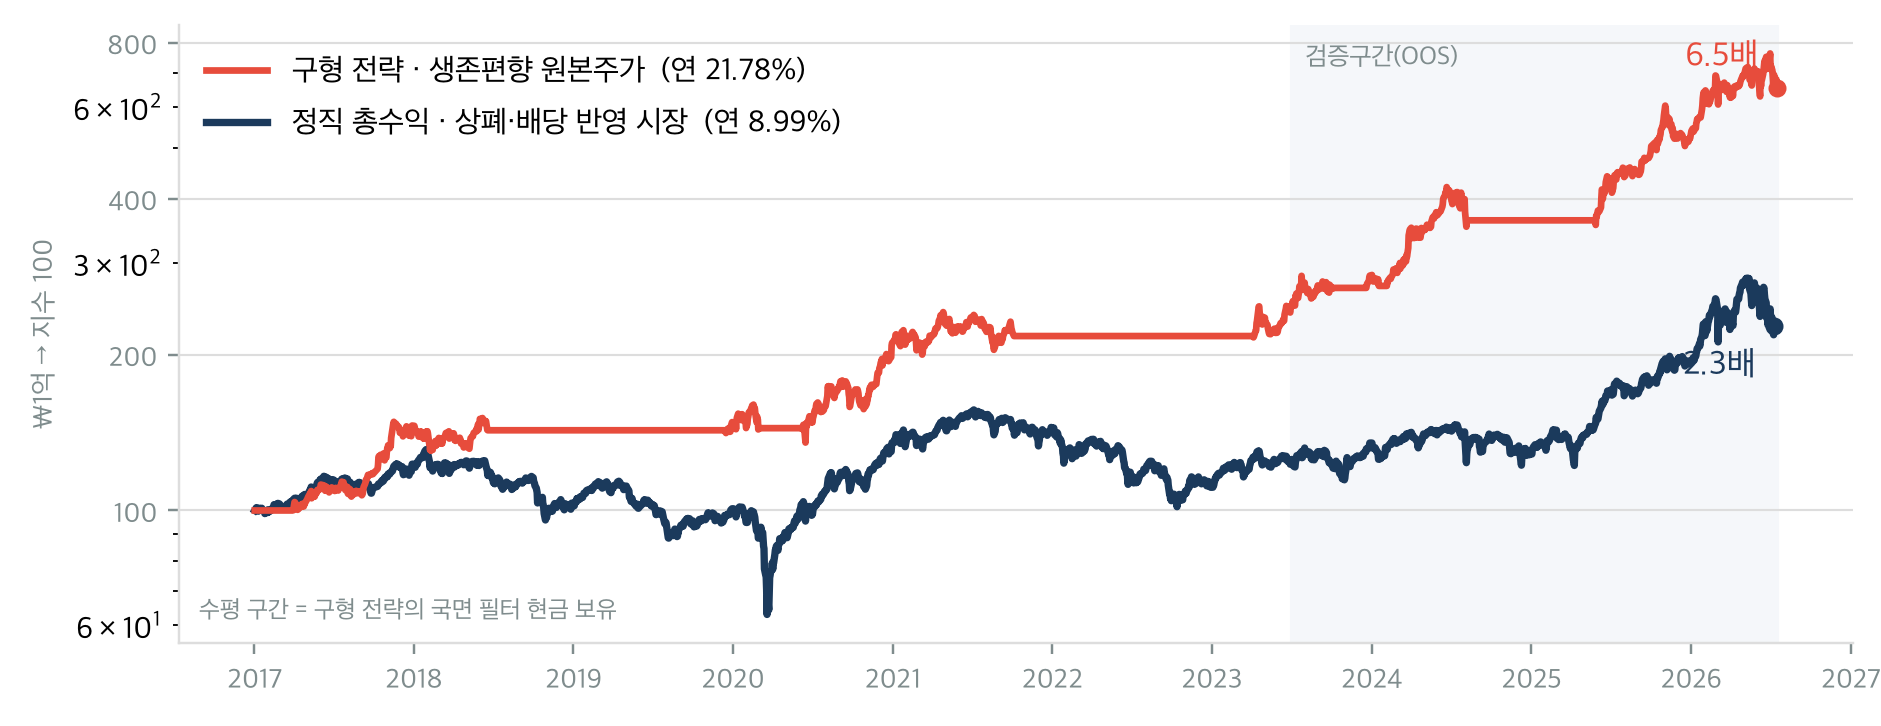 구형 전략 · 생존편향 원본주가 (연 21.78%)
정직 총수익 · 상폐·배당 반영 시장 (연 8.99%)
검증구간(OOS)
6.5배
2.3배
수평 구간 = 구형 전략의 국면 필터 현금 보유
₩1억 → 지수 100
800
6 × 10²
400
3 × 10²
200
100
6 × 10¹
2017 2018 2019 2020 2021 2022 2023 2024 2025 2026 2027